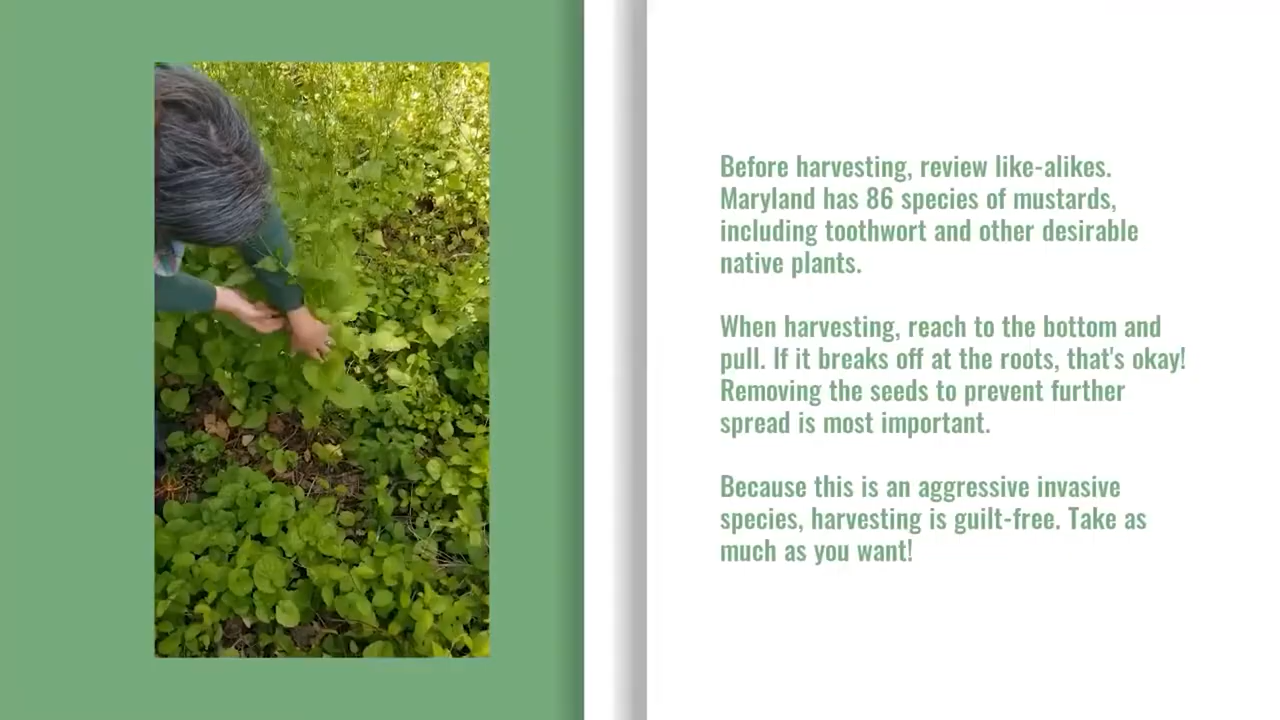 Before harvesting, review like-alikes.
Maryland has 86 species of mustards,
including toothwort and other desirable
native plants.
When harvesting, reach to the bottom and
pull. If it breaks off at the roots, that's okay!
Removing the seeds to prevent further
spread is most important.
Because this is an aggressive invasive
species, harvesting is guilt-free. Take as
much as you want!